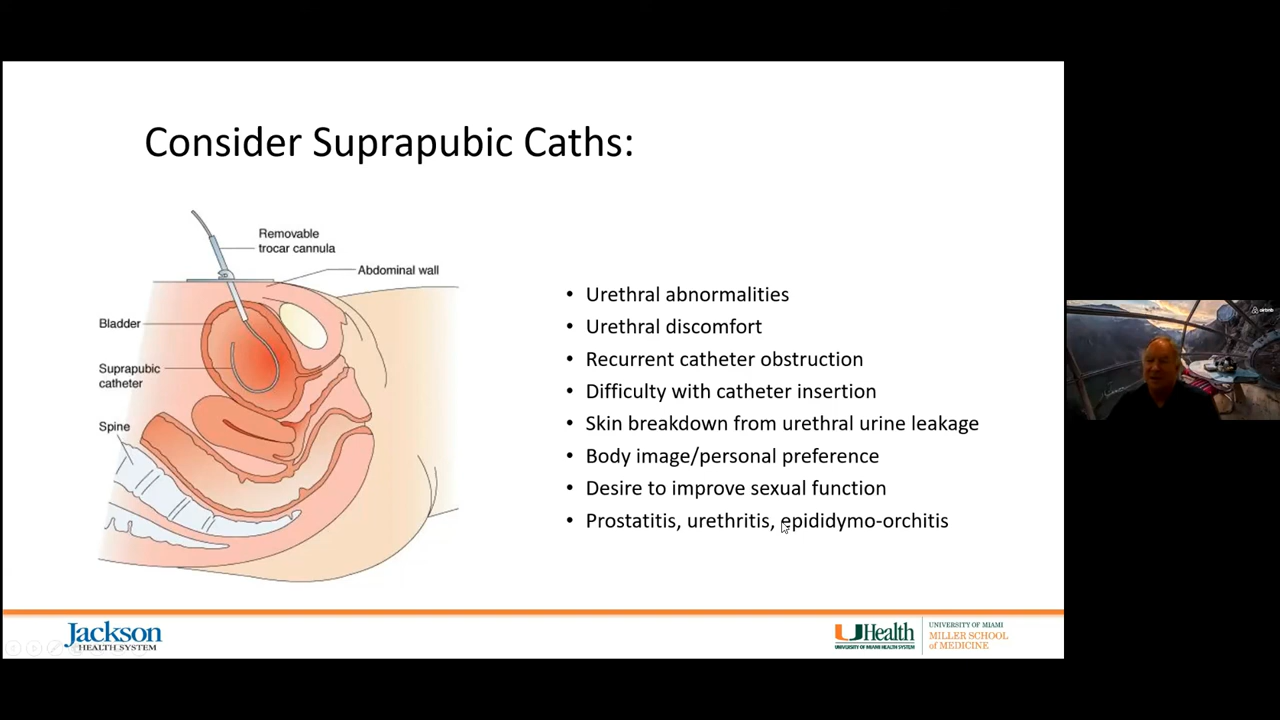 Consider Suprapubic Caths:
Removable
trocar cannula
Abdominal wall
Bladder
Suprapubic
catheter
Spine
• Urethral abnormalities
• Urethral discomfort
• Recurrent catheter obstruction
• Difficulty with catheter insertion
• Skin breakdown from urethral urine leakage
• Body image/personal preference
• Desire to improve sexual function
• Prostatitis, urethritis, epididymo-orchitis
airbnb
Jackson
HEALTH SYSTEM
UHealth
UNIVERSITY OF MIAMI HEALTH SYSTEM
UNIVERSITY OF MIAMI
MILLER SCHOOL
of MEDICINE